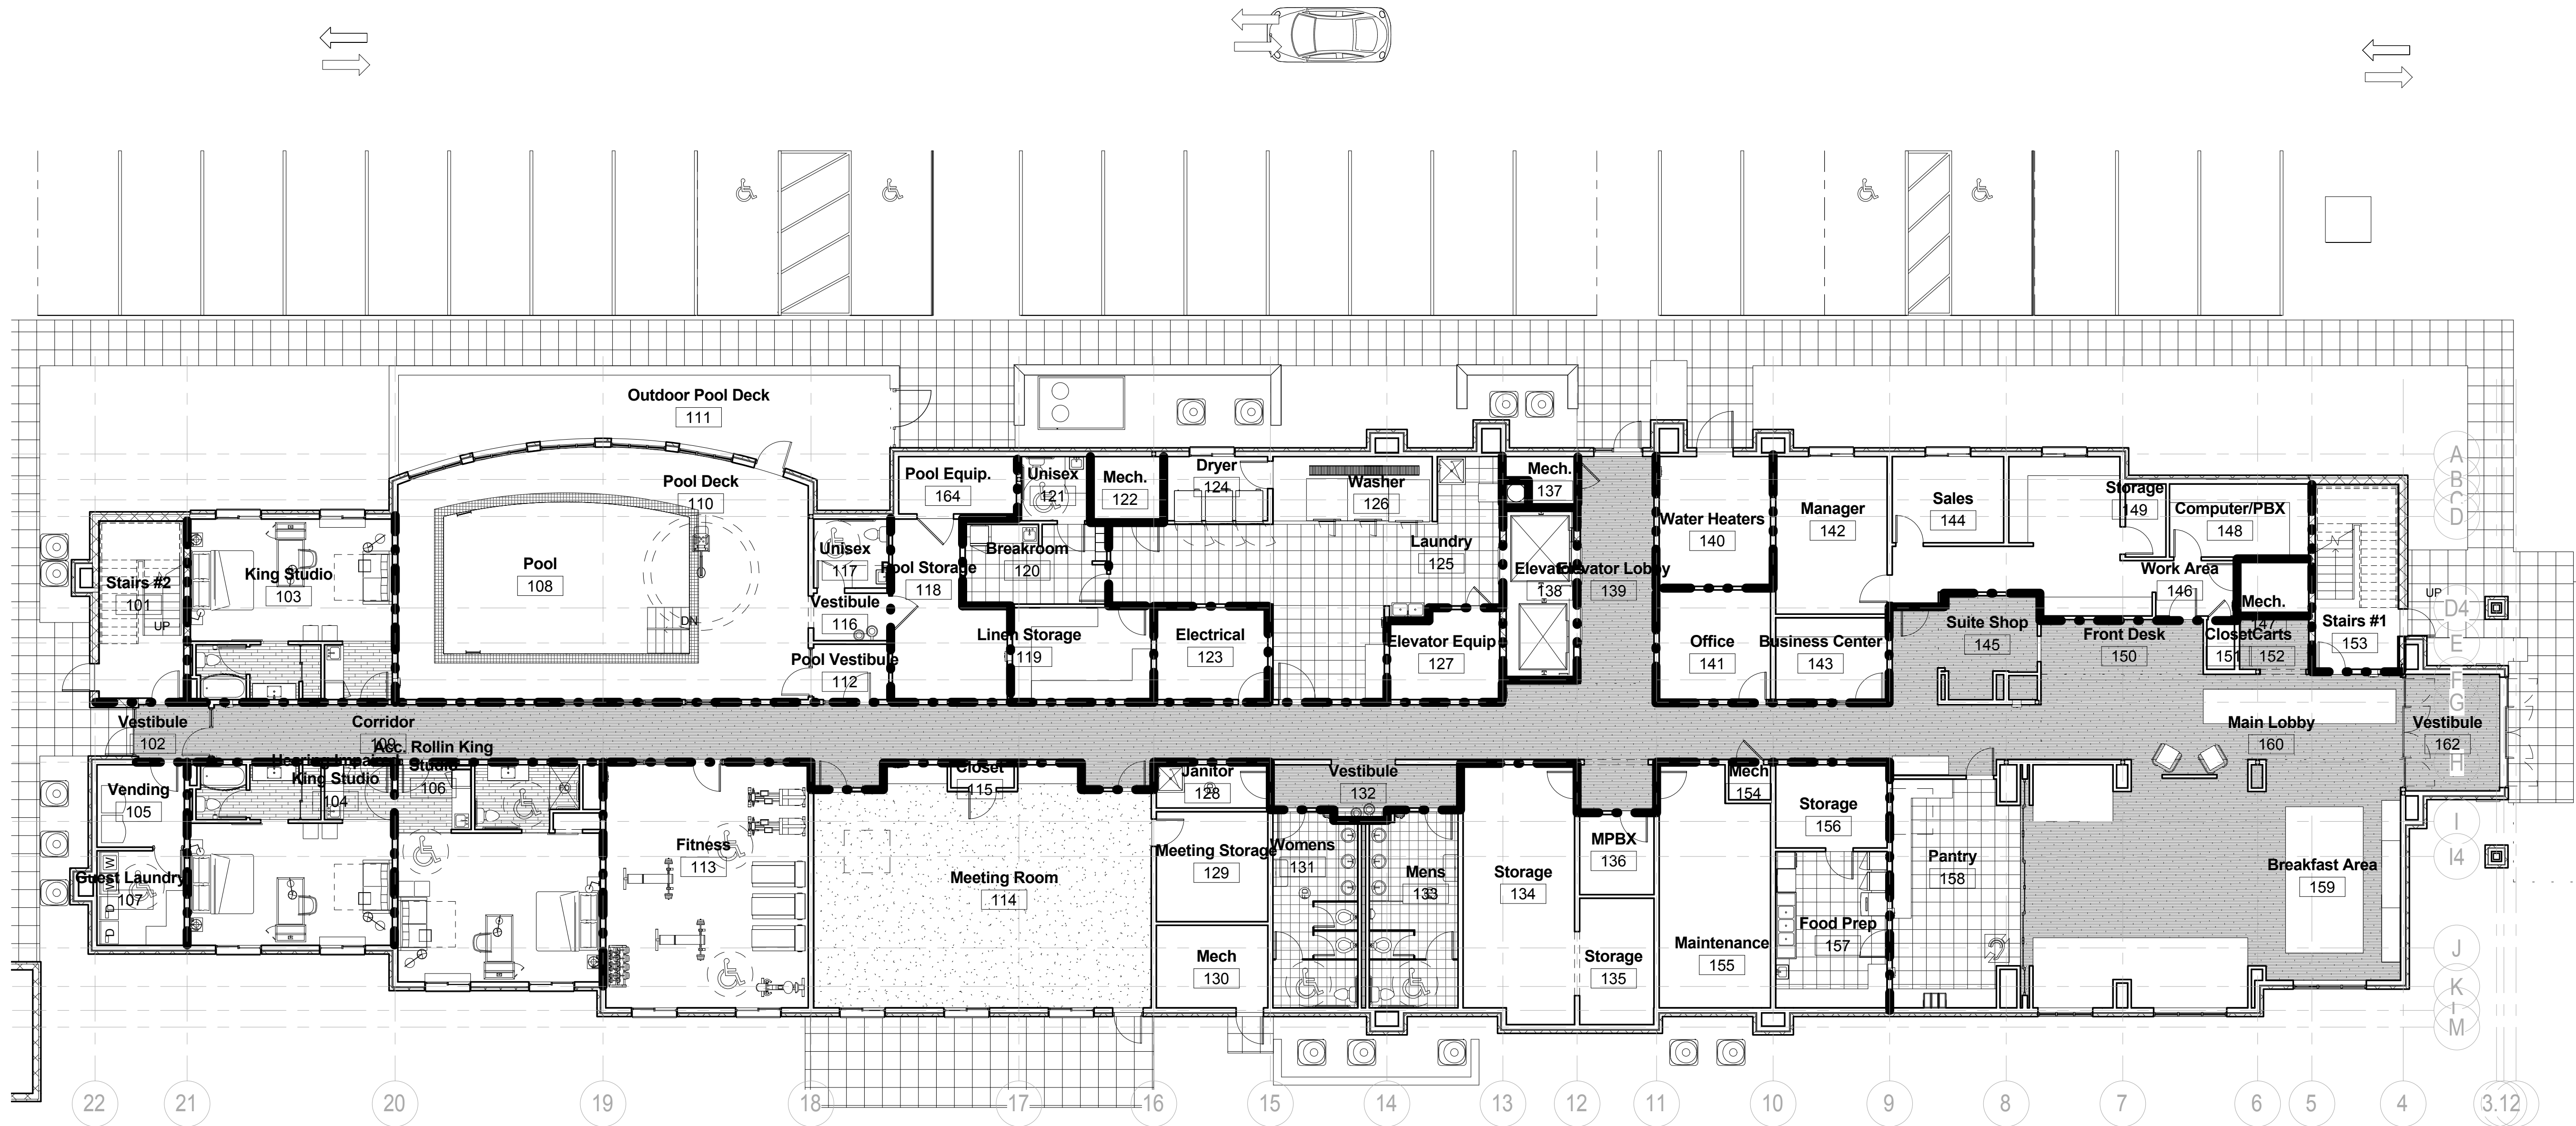 Outdoor Pool Deck
111
Pool Deck
110
Pool Equip.
164
Unisex
121
Mech.
122
Dryer
124
Washer
126
Mech.
137
Manager
142
Sales
144
Storage
149
Computer/PBX
148
Water Heaters
140
Laundry
125
Stairs #2
101
UP
King Studio
103
Pool
108
DN
Unisex
117
Pool Storage
118
Breakroom
120
Elevator
138
Elevator Lobby
139
Work Area
146
UP
Vestibule
116
Linen Storage
119
Electrical
123
Elevator Equip
127
Office
141
Business Center
143
Suite Shop
145
Front Desk
150
Mech.
147
Closet
151
Carts
152
Stairs #1
153
Pool Vestibule
112
Vestibule
102
Corridor
109
Main Lobby
160
Vestibule
162
Acc. Rollin King
Studio
106
King Studio
104
Vending
105
Closet
115
Janitor
128
Vestibule
132
Mech
154
Storage
156
Guest Laundry
107
W
W
D
D
Fitness
113
Meeting Room
114
Meeting Storage
129
Womens
131
Mens
133
Storage
134
MPBX
136
Pantry
158
Breakfast Area
159
Mech
130
Storage
135
Maintenance
155
Food Prep
157
A
B
C
D
D4
E
F
G
H
I
I4
J
K
M
22
21
20
19
18
17
16
15
14
13
12
11
10
9
8
7
6
5
4